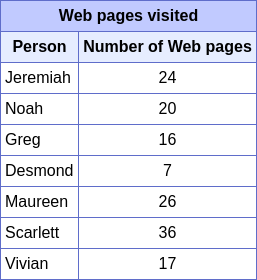 Web pages visited
Person Number of Web pages
Jeremiah 24
Noah 20
Greg 16
Desmond 7
Maureen 26
Scarlett 36
Vivian 17